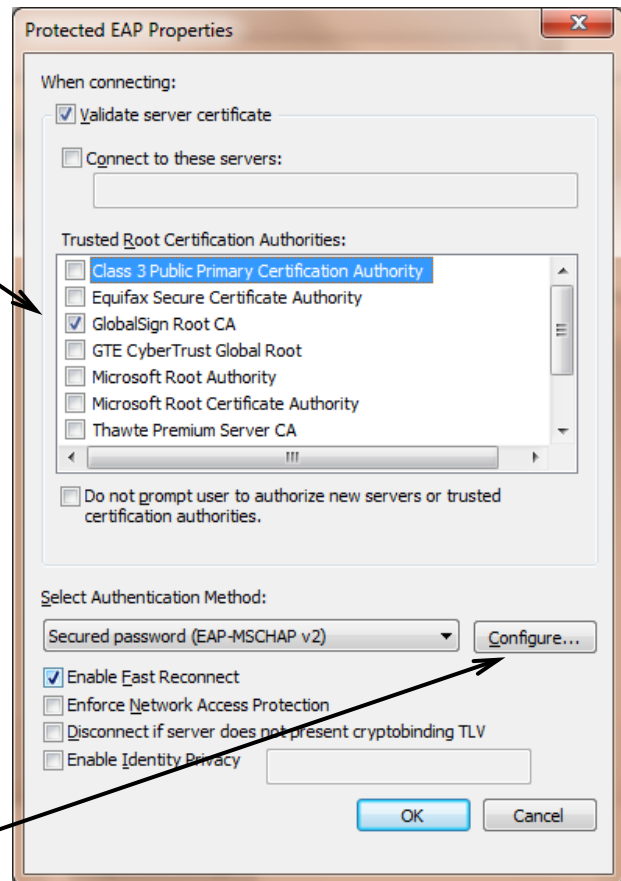 Protected EAP Properties
When connecting:
Validate server certificate
Connect to these servers:
Trusted Root Certification Authorities:
Class 3 Public Primary Certification Authority
Equifax Secure Certificate Authority
GlobalSign Root CA
GTE CyberTrust Global Root
Microsoft Root Authority
Microsoft Root Certificate Authority
Thawte Premium Server CA
Do not prompt user to authorize new servers or trusted
certification authorities.
Select Authentication Method:
Secured password (EAP-MSCHAP v2) Configure...
Enable Fast Reconnect
Enforce Network Access Protection
Disconnect if server does not present cryptobinding TLV
Enable Identity Privacy
OK Cancel